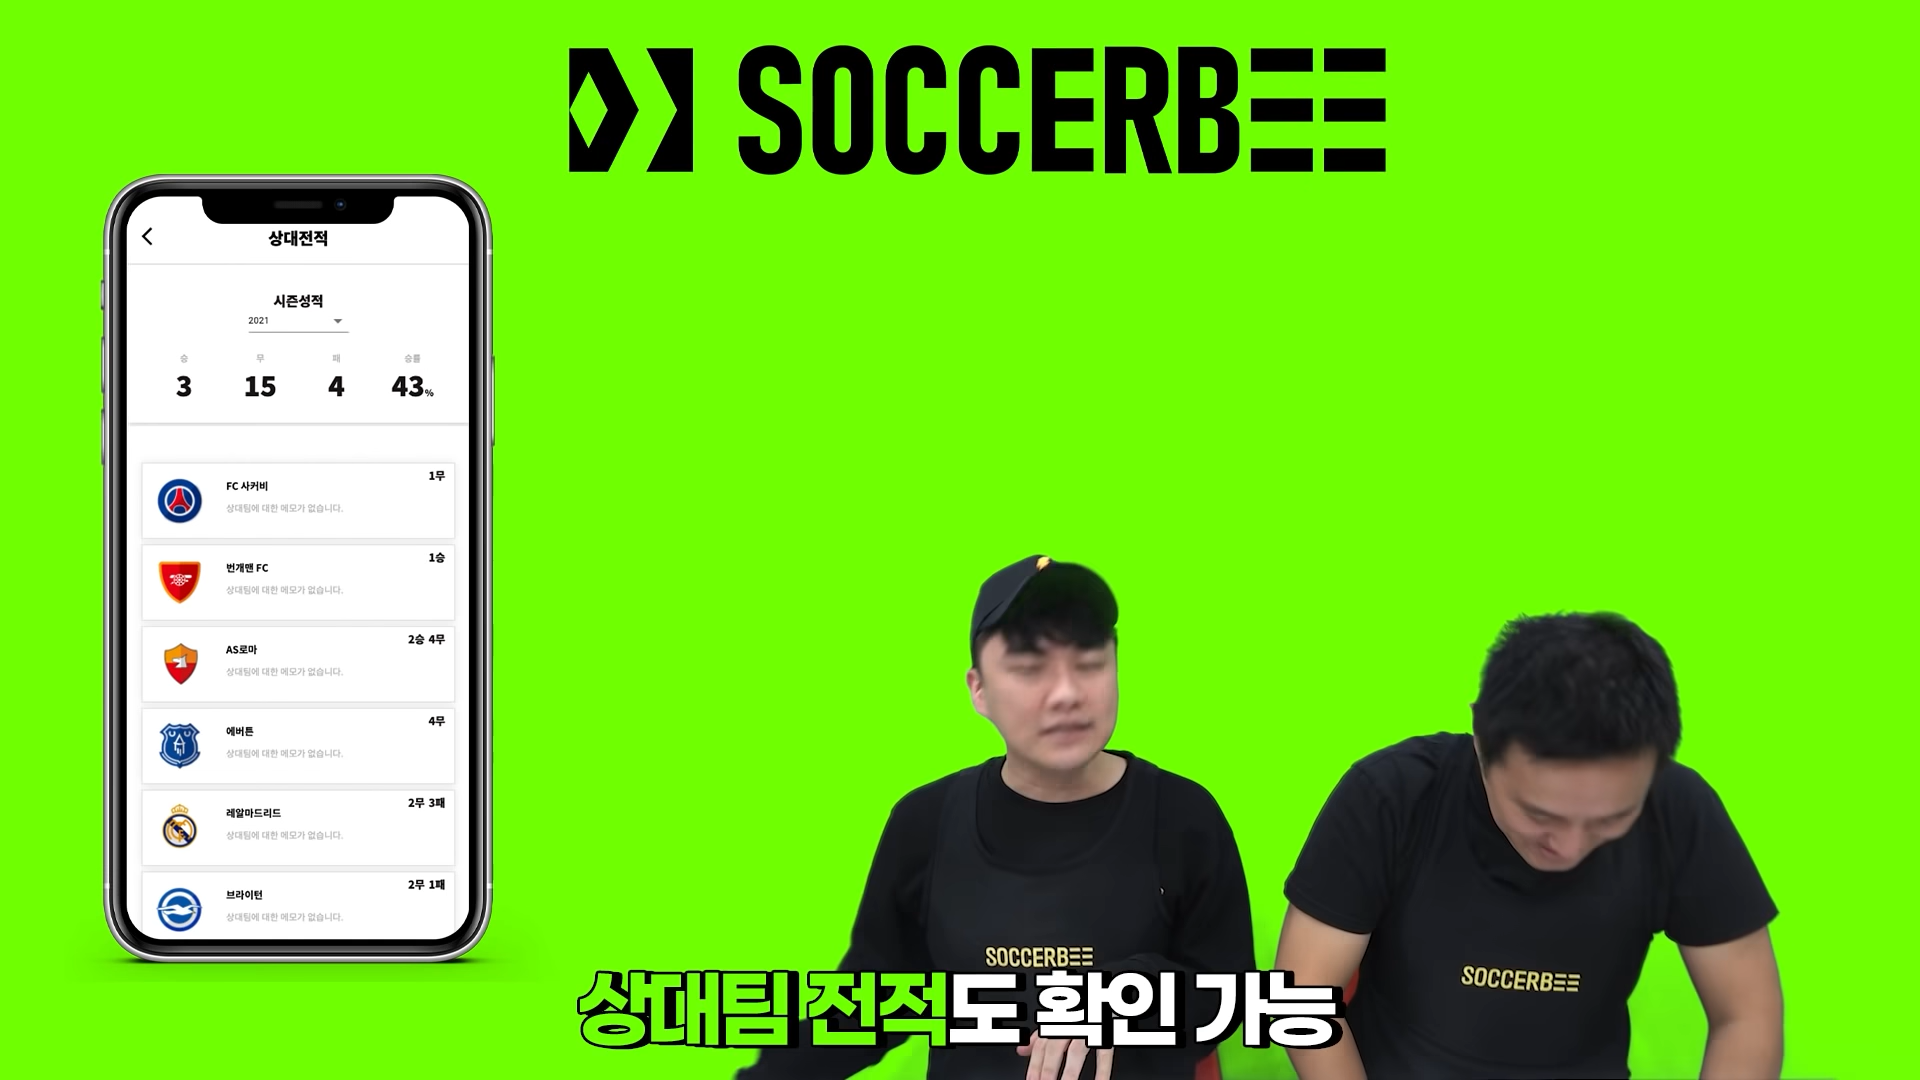 SOCCERBEE
상대전적
시즌성적
2021
승 무 패 승률
3 15 4 43%
1무
FC 사커비
상대팀에 대한 메모가 없습니다.
1승
번개맨 FC
상대팀에 대한 메모가 없습니다.
2승 4무
AS로마
상대팀에 대한 메모가 없습니다.
4무
에버튼
상대팀에 대한 메모가 없습니다.
2무 3패
레알마드리드
상대팀에 대한 메모가 없습니다.
2무 1패
브라이턴
상대팀에 대한 메모가 없습니다.
SOCCERBEE
SOCCERBEE
상대팀 전적도 확인 가능